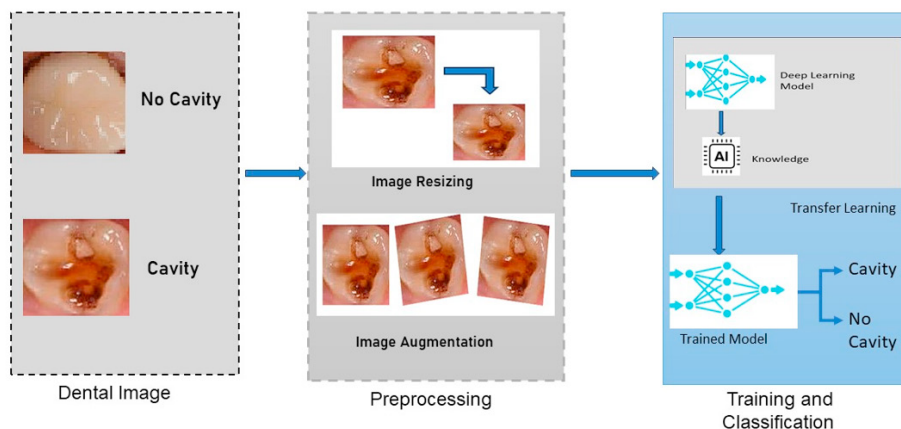 No Cavity
Cavity
Dental Image
Image Resizing
Image Augmentation
Preprocessing
Deep Learning
Model
AI
Knowledge
Transfer Learning
Trained Model
Cavity
No
Cavity
Training and
Classification